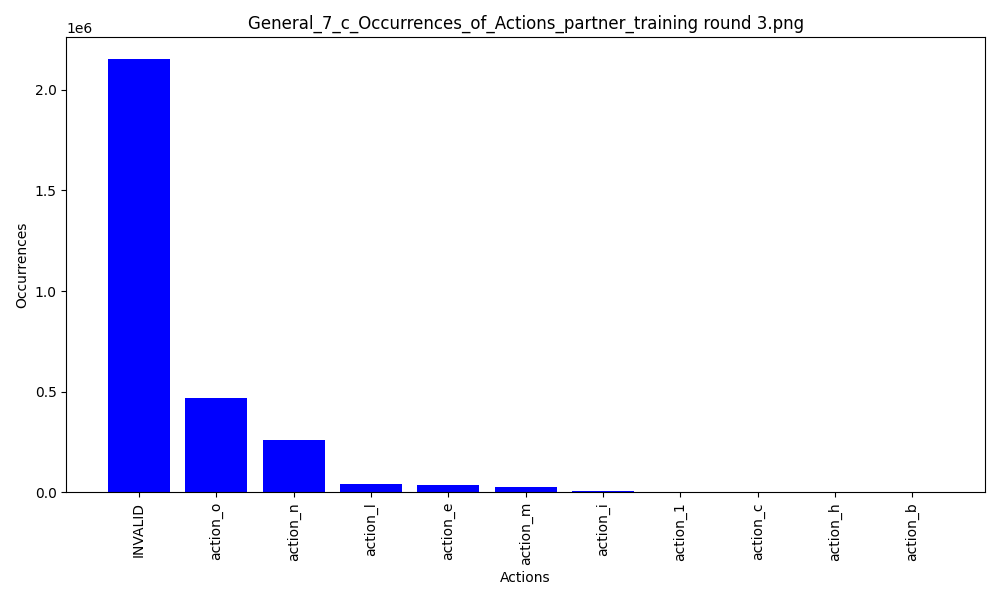 General_7_c_Occurrences_of_Actions_partner_training round 3.png
1e6
2.0
1.5
1.0
0.5
0.0
Occurrences
INVALID
action_o
action_n
action_l
action_e
action_m
action_i
action_1
action_c
action_h
action_b
Actions